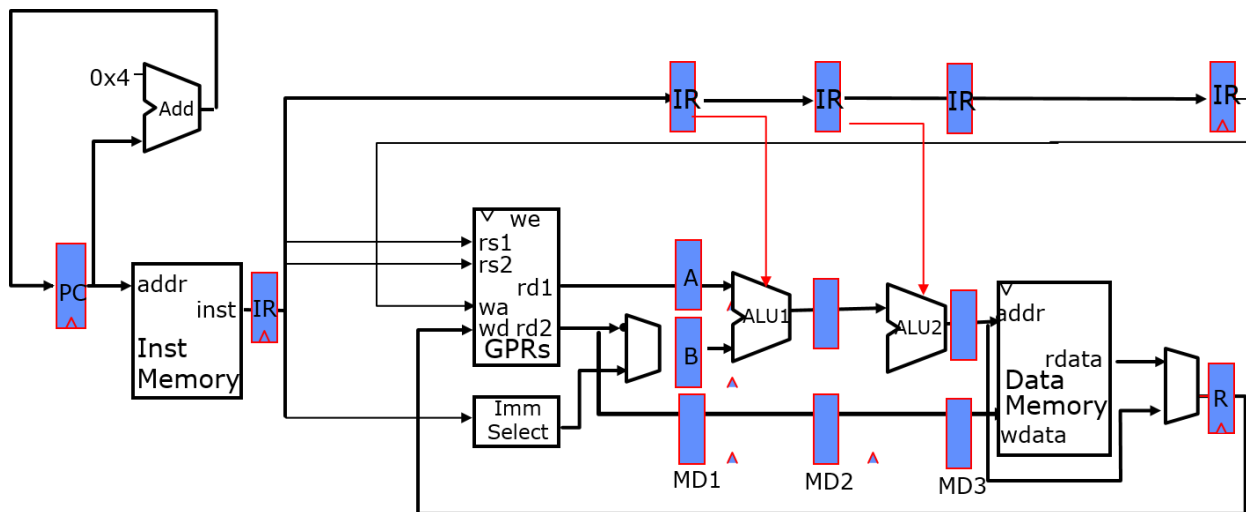 0x4
Add
IR
IR
IR
IR
PC
addr
inst
Inst
Memory
IR
we
rs1
rs2
rd1
wa
wd rd2
GPRs
Imm
Select
A
B
ALU1
ALU2
addr
rdata
Data
Memory
wdata
R
MD1
MD2
MD3